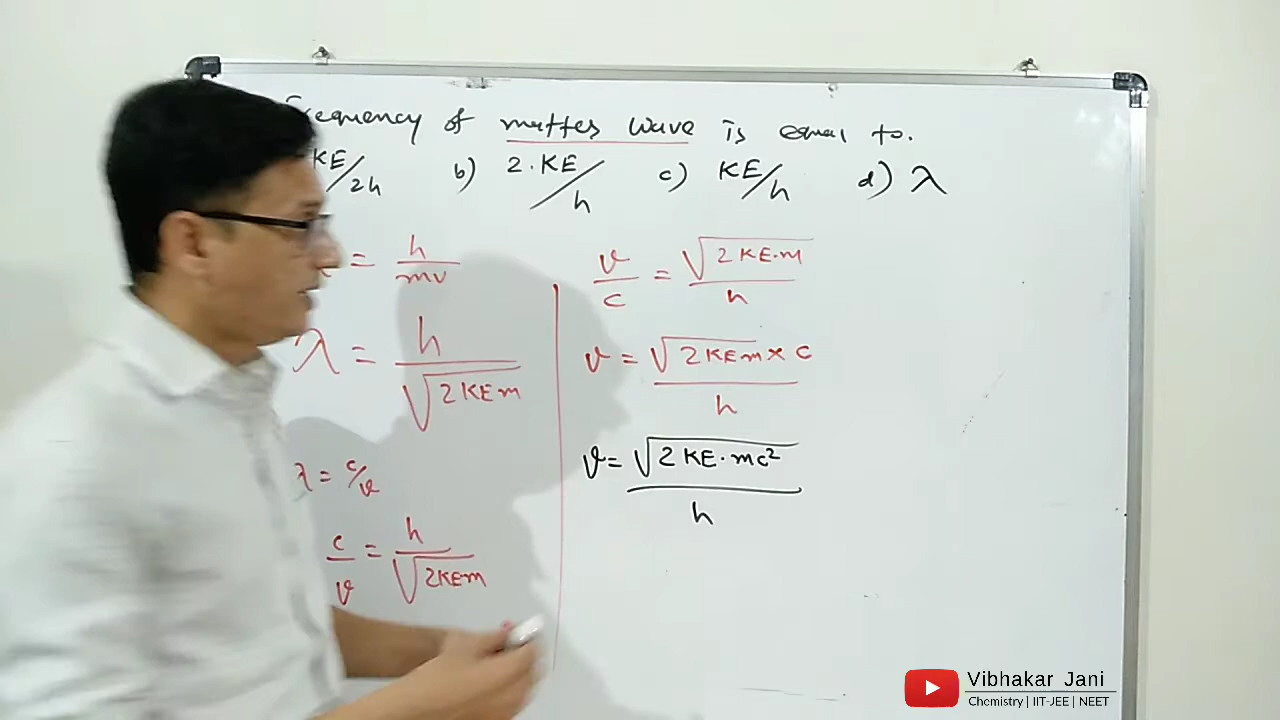 Frequency of matter wave is equal to.
KE/2h b) 2.KE/h c) KE/h d) λ
= h/mv
λ = h/√2KEm
λ = c/ν
c/ν = h/√2KEm
ν/c = √2KE.m/h
ν = √2KEm × c/h
ν = √2KE.mc²/h
Vibhakar Jani
Chemistry | IIT-JEE | NEET